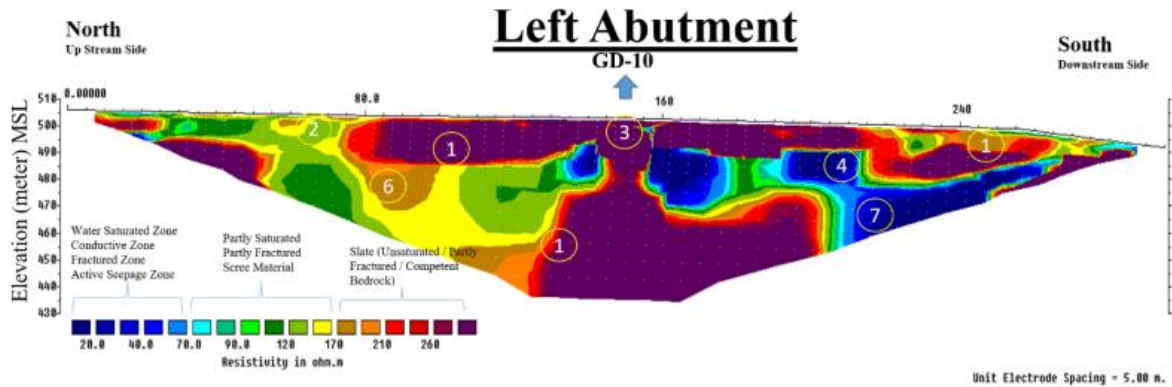 Left Abutment
North
Up Stream Side
GD-10
South
Downstream Side
0.00000 80.0 160 240
Elevation (meter) MSL
510
500
490
480
470
460
450
440
430
2
1
3
4
1
6
7
1
Water Saturated Zone
Conductive Zone
Fractured Zone
Active Seepage Zone
Partly Saturated
Partly Fractured
Scree Material
Slate (Unsaturated / Partly
Fractured / Competent
Bedrock)
20.0 40.0 70.0 90.0 120 170 210 260
Resistivity in ohm.m
Unit Electrode Spacing = 5.00 m.